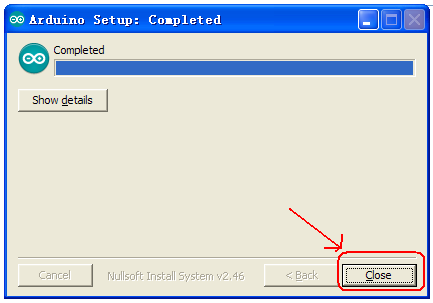 Arduino Setup: Completed
Completed
Show details
Cancel
Nullsoft Install System v2.46
< Back
Close